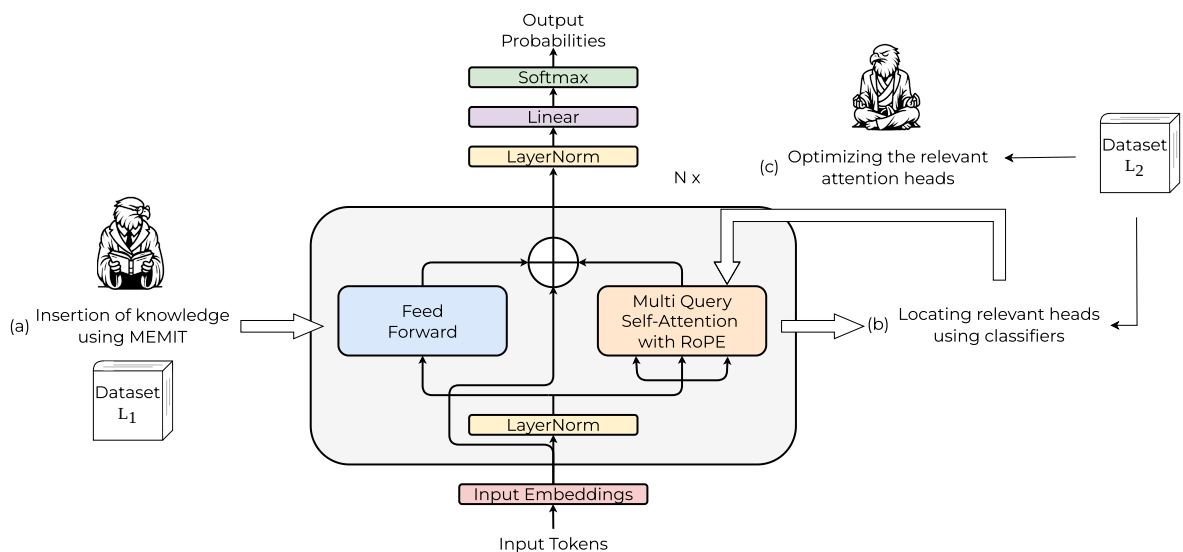 Output
Probabilities
Softmax
Linear
LayerNorm
N x
(c)
Optimizing the relevant
attention heads
Dataset
L2
(a)
Insertion of knowledge
using MEMIT
Dataset
L1
Feed
Forward
Multi Query
Self-Attention
with RoPE
(b)
Locating relevant heads
using classifiers
LayerNorm
Input Embeddings
Input Tokens